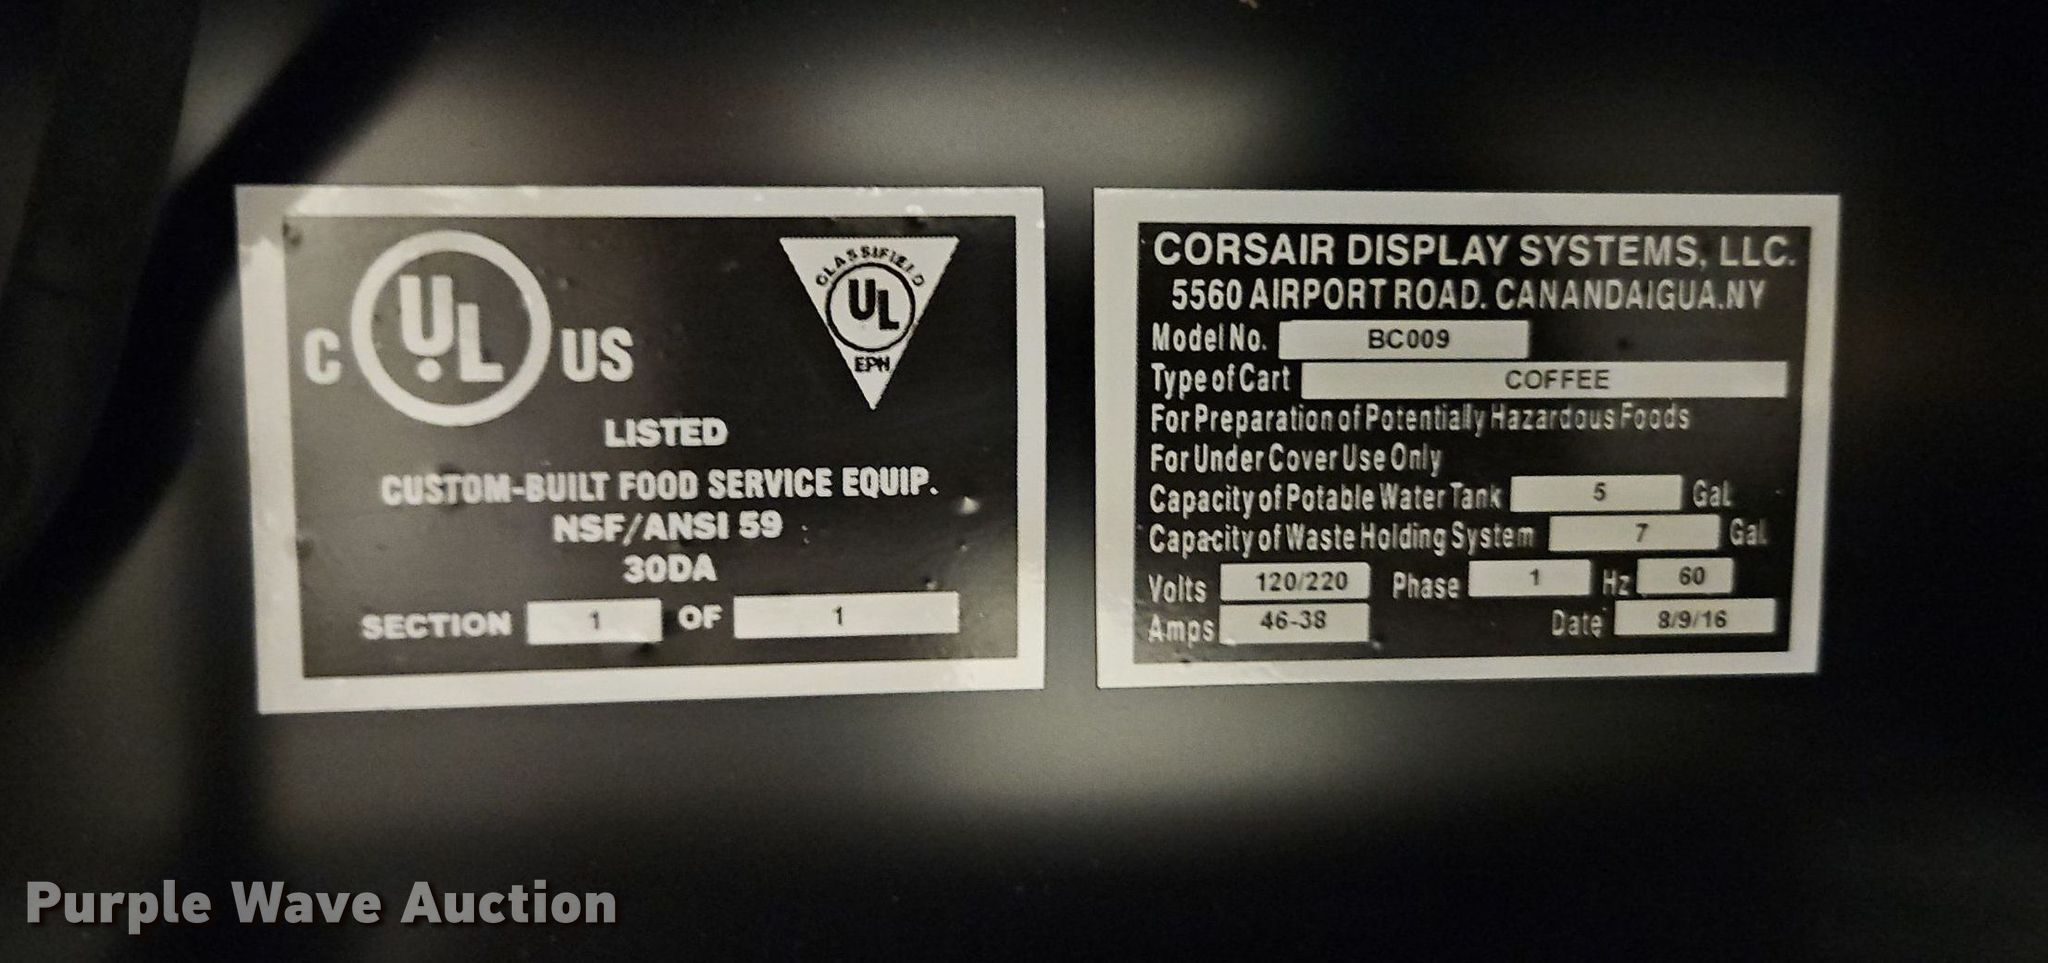 C UL US
CLASSIFIED
UL
EPH
LISTED
CUSTOM-BUILT FOOD SERVICE EQUIP.
NSF/ANSI 59
30DA
SECTION 1 OF 1
CORSAIR DISPLAY SYSTEMS, LLC.
5560 AIRPORT ROAD. CANANDAIGUA.NY
Model No. BC009
Type of Cart COFFEE
For Preparation of Potentially Hazardous Foods
For Under Cover Use Only
Capacity of Potable Water Tank 5 Gal.
Capacity of Waste Holding System 7 Gal.
Volts 120/220 Phase 1 Hz 60
Amps 46-38 Date 8/9/16
Purple Wave Auction